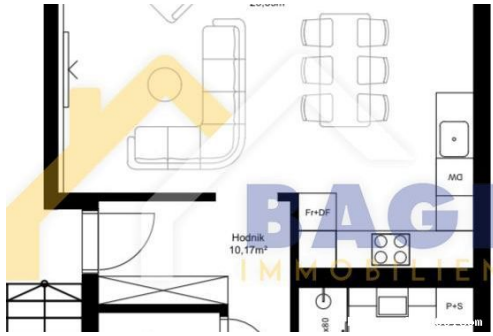 DW
Fr+DF
BAGI
Hodnik
10,17m²
IMMOBILIEN
x80
P+S